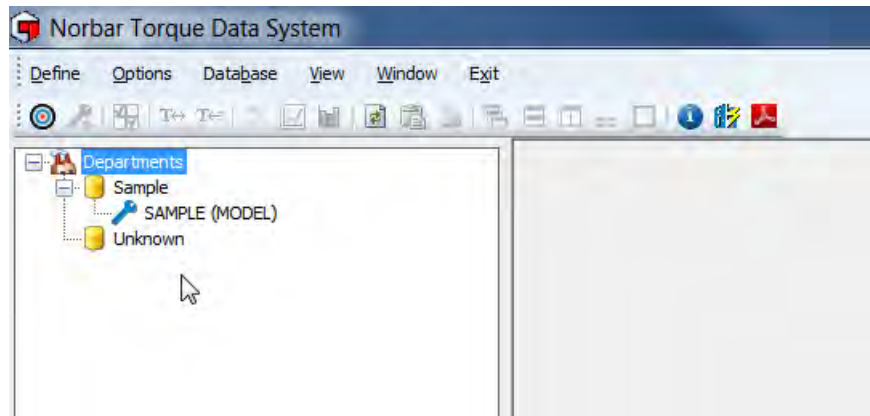 Norbar Torque Data System
Define Options Database View Window Exit
T↔ T←
Departments
Sample
SAMPLE (MODEL)
Unknown